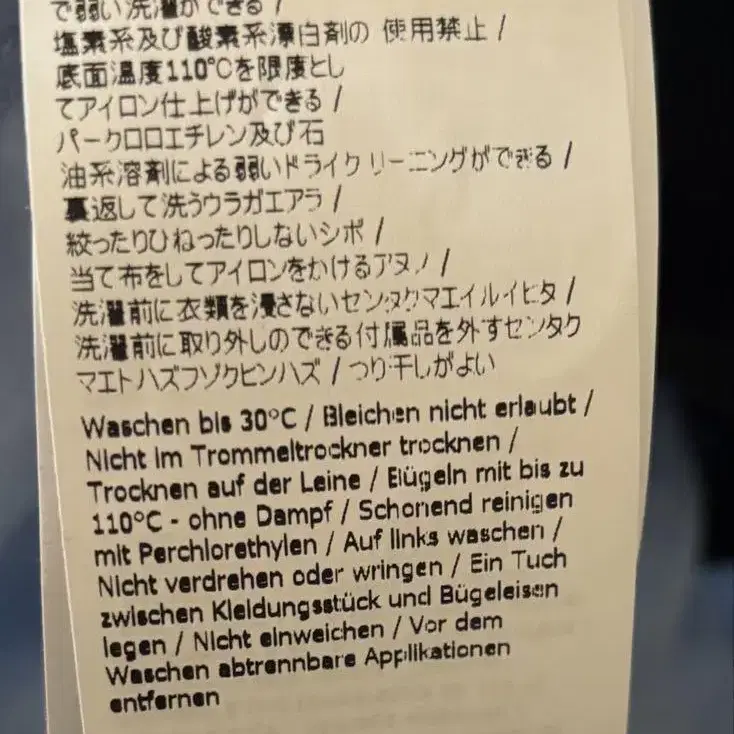 で弱い洗濯ができる /
塩素系及び酸素系漂白剤の 使用禁止 /
底面温度110℃を限度とし
てアイロン仕上げができる /
パークロロエチレン及び石
油系溶剤による弱いドライクリーニングができる /
裏返して洗うウラガエアラ /
絞ったりひねったりしないシボ /
当て布をしてアイロンをかけるアヌノ /
洗濯前に衣類を浸さないセンタクマエイルイヒタ /
洗濯前に取り外しのできる付属品を外すセンタク
マエトハズフゾクヒンハズ / つり干しがよい
Waschen bis 30°C / Bleichen nicht erlaubt /
Nicht im Trommeltrockner trocknen /
Trocknen auf der Leine / Bügeln mit bis zu
110°C - ohne Dampf / Schonend reinigen
mit Perchlorethylen / Auf links waschen /
Nicht verdrehen oder wringen / Ein Tuch
zwischen Kleidungsstück und Bügeleisen
legen / Nicht einweichen / Vor dem
Waschen abtrennbare Applikationen
entfernen